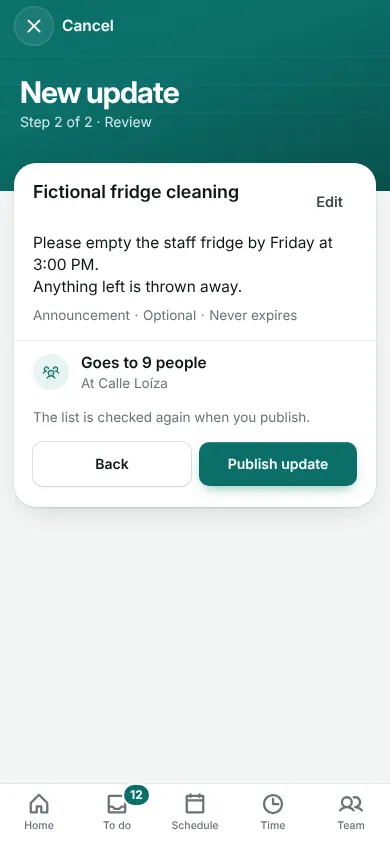 Cancel
New update
Step 2 of 2 · Review
Fictional fridge cleaning
Edit
Please empty the staff fridge by Friday at
3:00 PM.
Anything left is thrown away.
Announcement · Optional · Never expires
Goes to 9 people
At Calle Loíza
The list is checked again when you publish.
Back
Publish update
12
Home
To do
Schedule
Time
Team